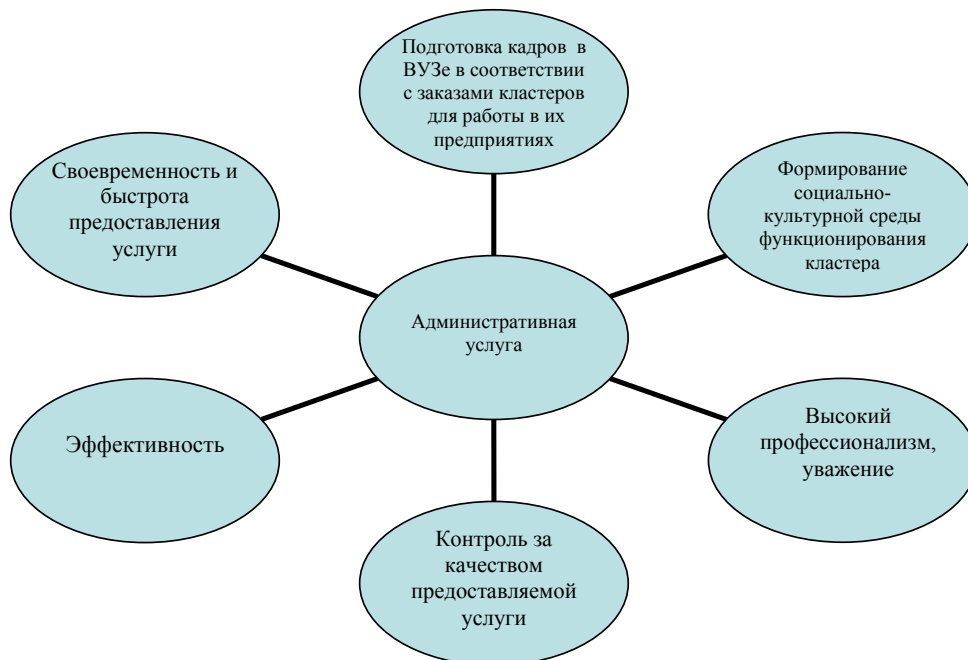 Подготовка кадров в
ВУЗе в соответствии
с заказами кластеров
для работы в их
предприятиях
Своевременность и
быстрота
предоставления
услуги
Формирование
социально-
культурной среды
функционирования
кластера
Административная
услуга
Эффективность
Высокий
профессионализм,
уважение
Контроль за
качеством
предоставляемой
услуги